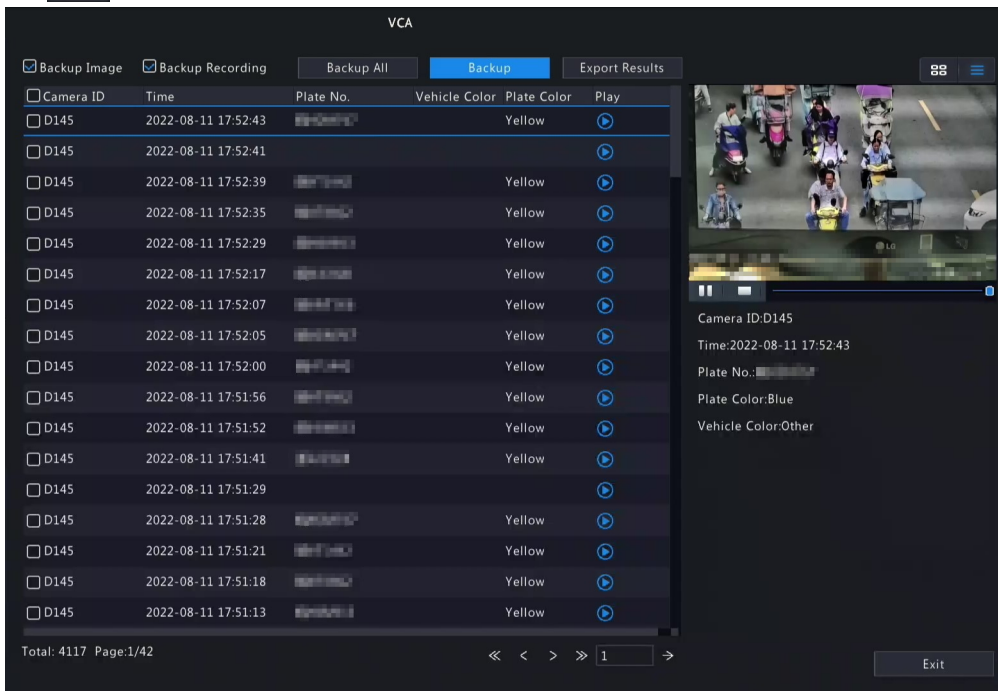 VCA
Backup Image Backup Recording Backup All Backup Export Results
Camera ID Time Plate No. Vehicle Color Plate Color Play
D145 2022-08-11 17:52:43 Yellow
D145 2022-08-11 17:52:41
D145 2022-08-11 17:52:39 Yellow
D145 2022-08-11 17:52:35 Yellow
D145 2022-08-11 17:52:29 Yellow
D145 2022-08-11 17:52:17 Yellow
D145 2022-08-11 17:52:07 Yellow
D145 2022-08-11 17:52:05 Yellow
D145 2022-08-11 17:52:00 Yellow
D145 2022-08-11 17:51:56 Yellow
D145 2022-08-11 17:51:52 Yellow
D145 2022-08-11 17:51:41 Yellow
D145 2022-08-11 17:51:29
D145 2022-08-11 17:51:28 Yellow
D145 2022-08-11 17:51:21 Yellow
D145 2022-08-11 17:51:18 Yellow
D145 2022-08-11 17:51:13 Yellow
Total: 4117 Page:1/42
1
LG
Camera ID:D145
Time:2022-08-11 17:52:43
Plate No.:
Plate Color:Blue
Vehicle Color:Other
Exit